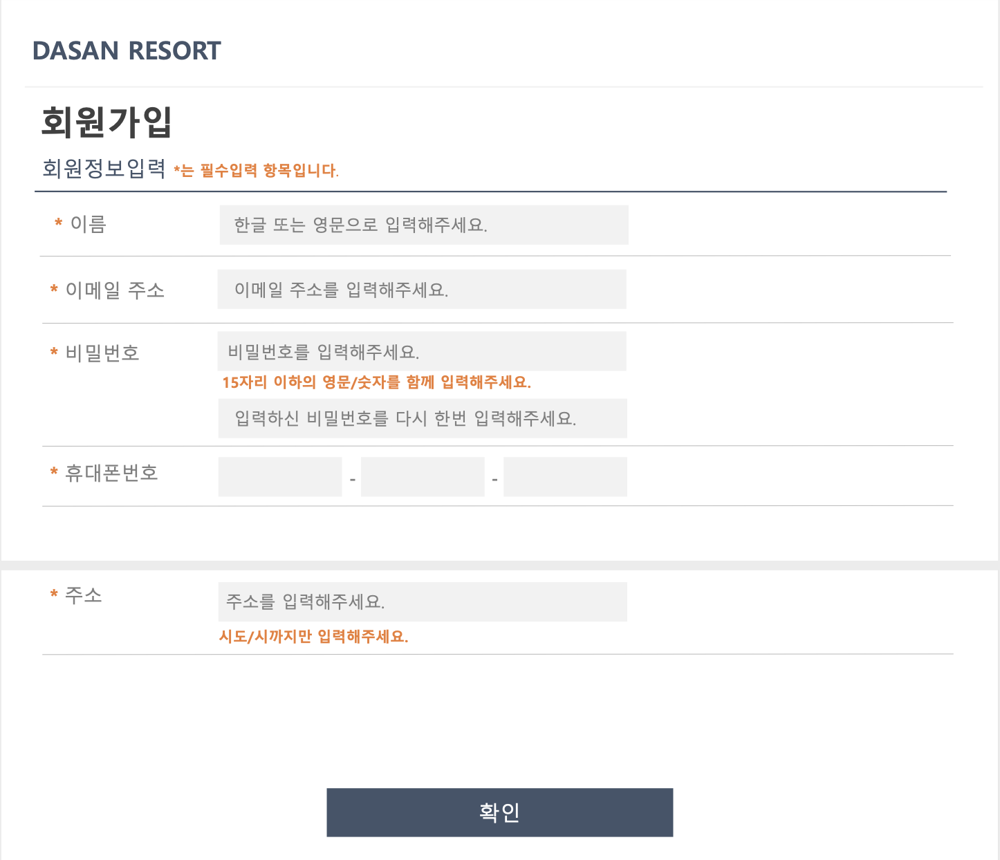 DASAN RESORT
회원가입
회원정보입력 *는 필수입력 항목입니다.
* 이름 한글 또는 영문으로 입력해주세요.
* 이메일 주소 이메일 주소를 입력해주세요.
* 비밀번호 비밀번호를 입력해주세요.
15자리 이하의 영문/숫자를 함께 입력해주세요.
입력하신 비밀번호를 다시 한번 입력해주세요.
* 휴대폰번호 - -
* 주소 주소를 입력해주세요.
시도/시까지만 입력해주세요.
확인